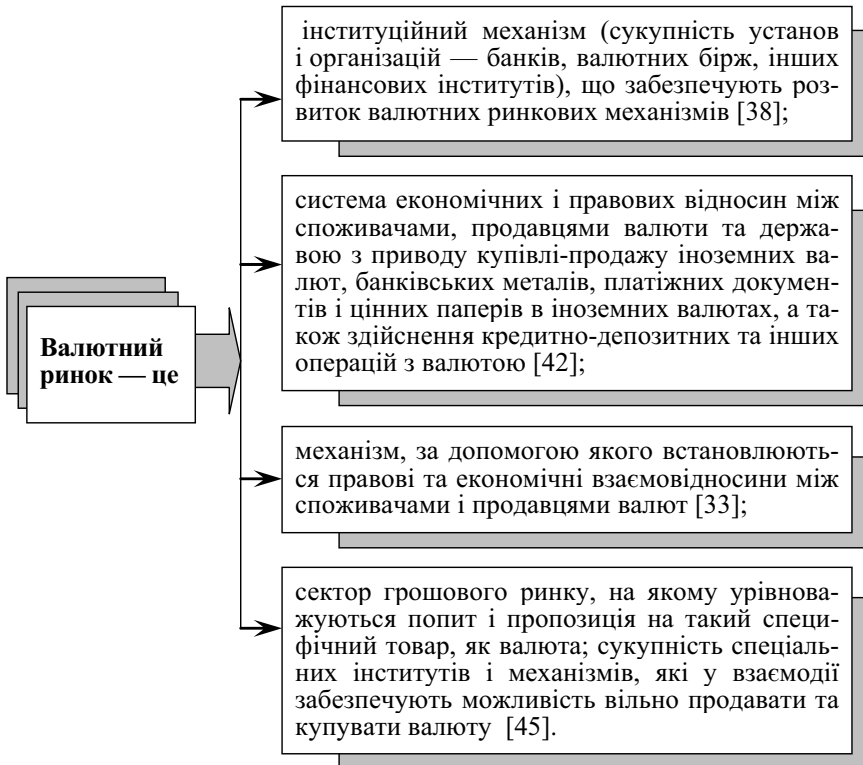 інституційний механізм (сукупність установ
і організацій — банків, валютних бірж, інших
фінансових інститутів), що забезпечують роз-
виток валютних ринкових механізмів [38];
система економічних і правових відносин між
споживачами, продавцями валюти та держа-
вою з приводу купівлі-продажу іноземних ва-
лют, банківських металів, платіжних докумен-
тів і цінних паперів в іноземних валютах, а та-
кож здійснення кредитно-депозитних та інших
операцій з валютою [42];
Валютний
ринок — це
механізм, за допомогою якого встановлюють-
ся правові та економічні взаємовідносини між
споживачами і продавцями валют [33];
сектор грошового ринку, на якому урівнова-
жуються попит і пропозиція на такий специ-
фічний товар, як валюта; сукупність спеціаль-
них інститутів і механізмів, які у взаємодії
забезпечують можливість вільно продавати та
купувати валюту [45].